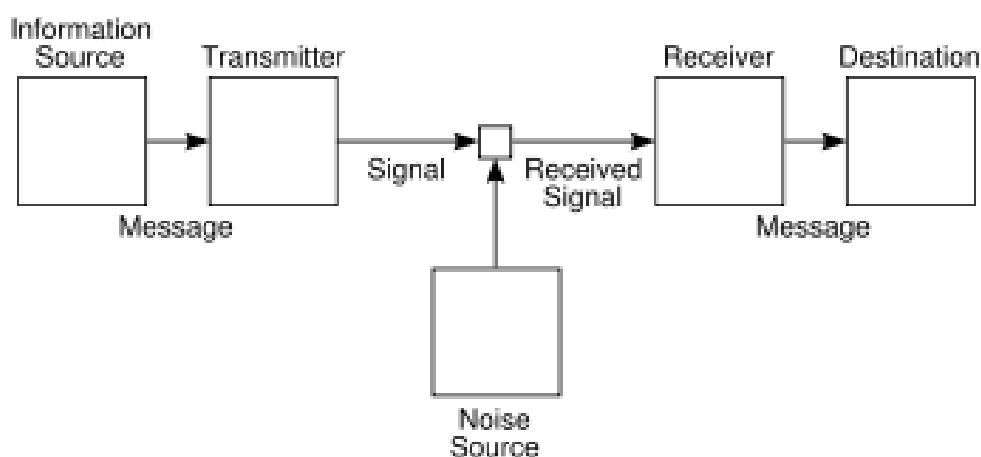 Information
Source
Transmitter
Receiver
Destination
Signal
Received
Signal
Message
Message
Noise
Source